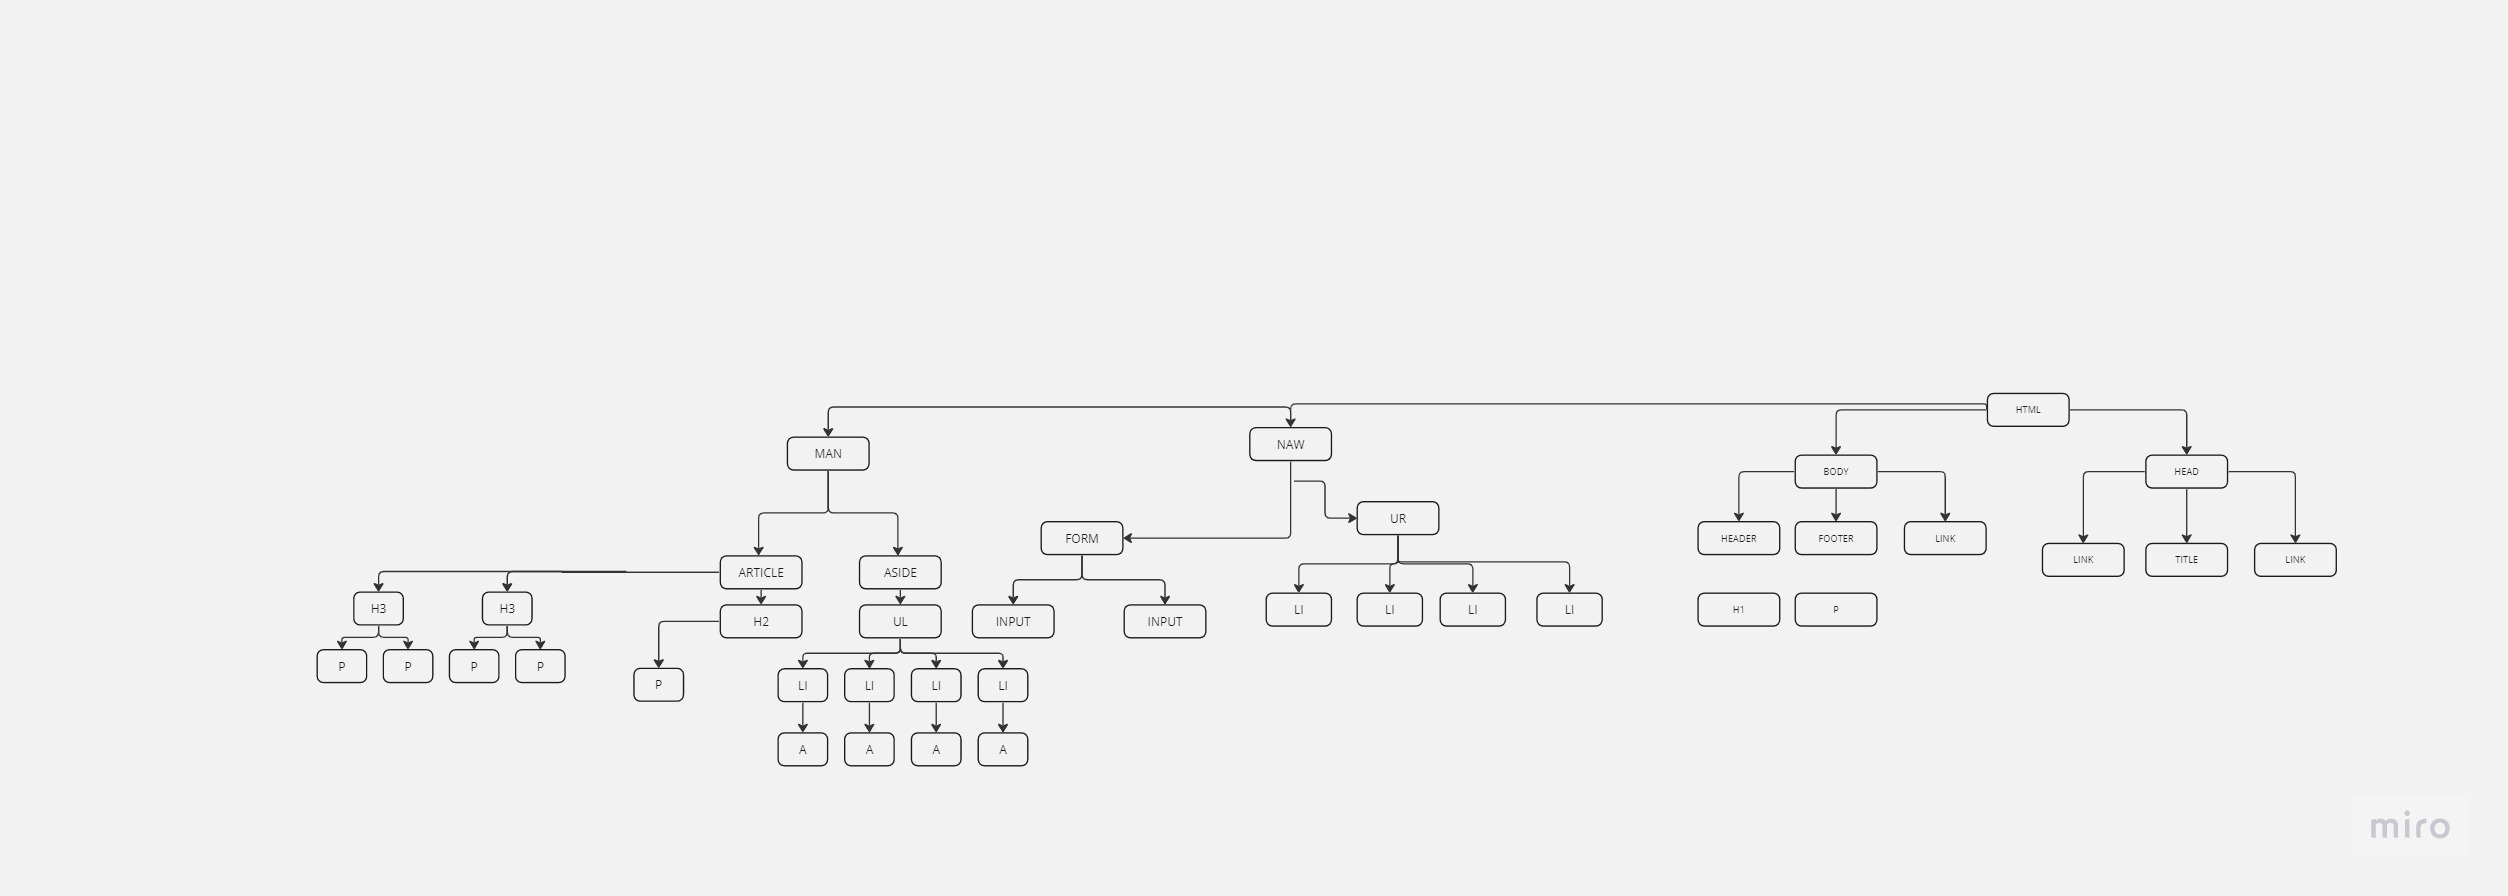 HTML
MAN
NAW
BODY
HEAD
UR
FORM
HEADER
FOOTER
LINK
LINK
TITLE
LINK
ARTICLE
ASIDE
H3
H3
H2
UL
INPUT
INPUT
LI
LI
LI
LI
H1
P
P
P
P
P
P
LI
LI
LI
LI
A
A
A
A
miro